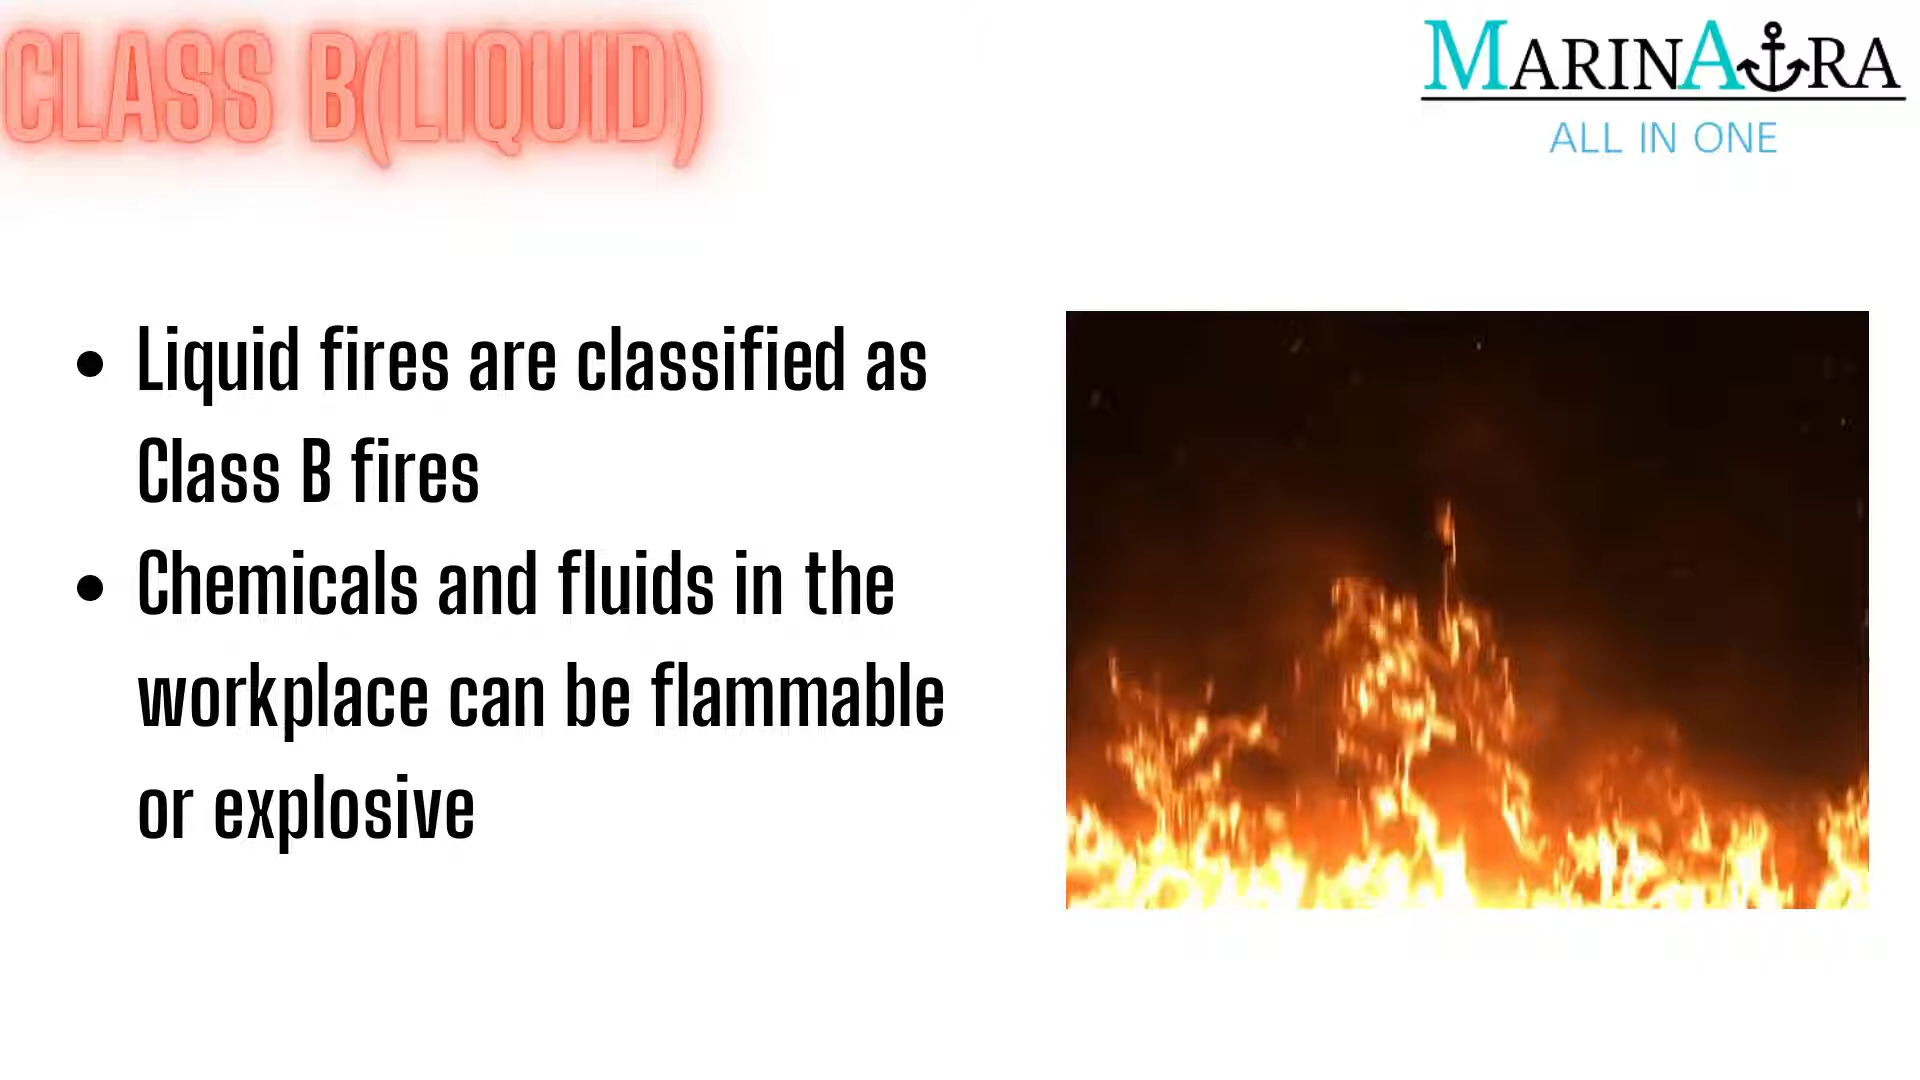 CLASS B(LIQUID)
MARINAURA
ALL IN ONE
• Liquid fires are classified as
Class B fires
• Chemicals and fluids in the
workplace can be flammable
or explosive